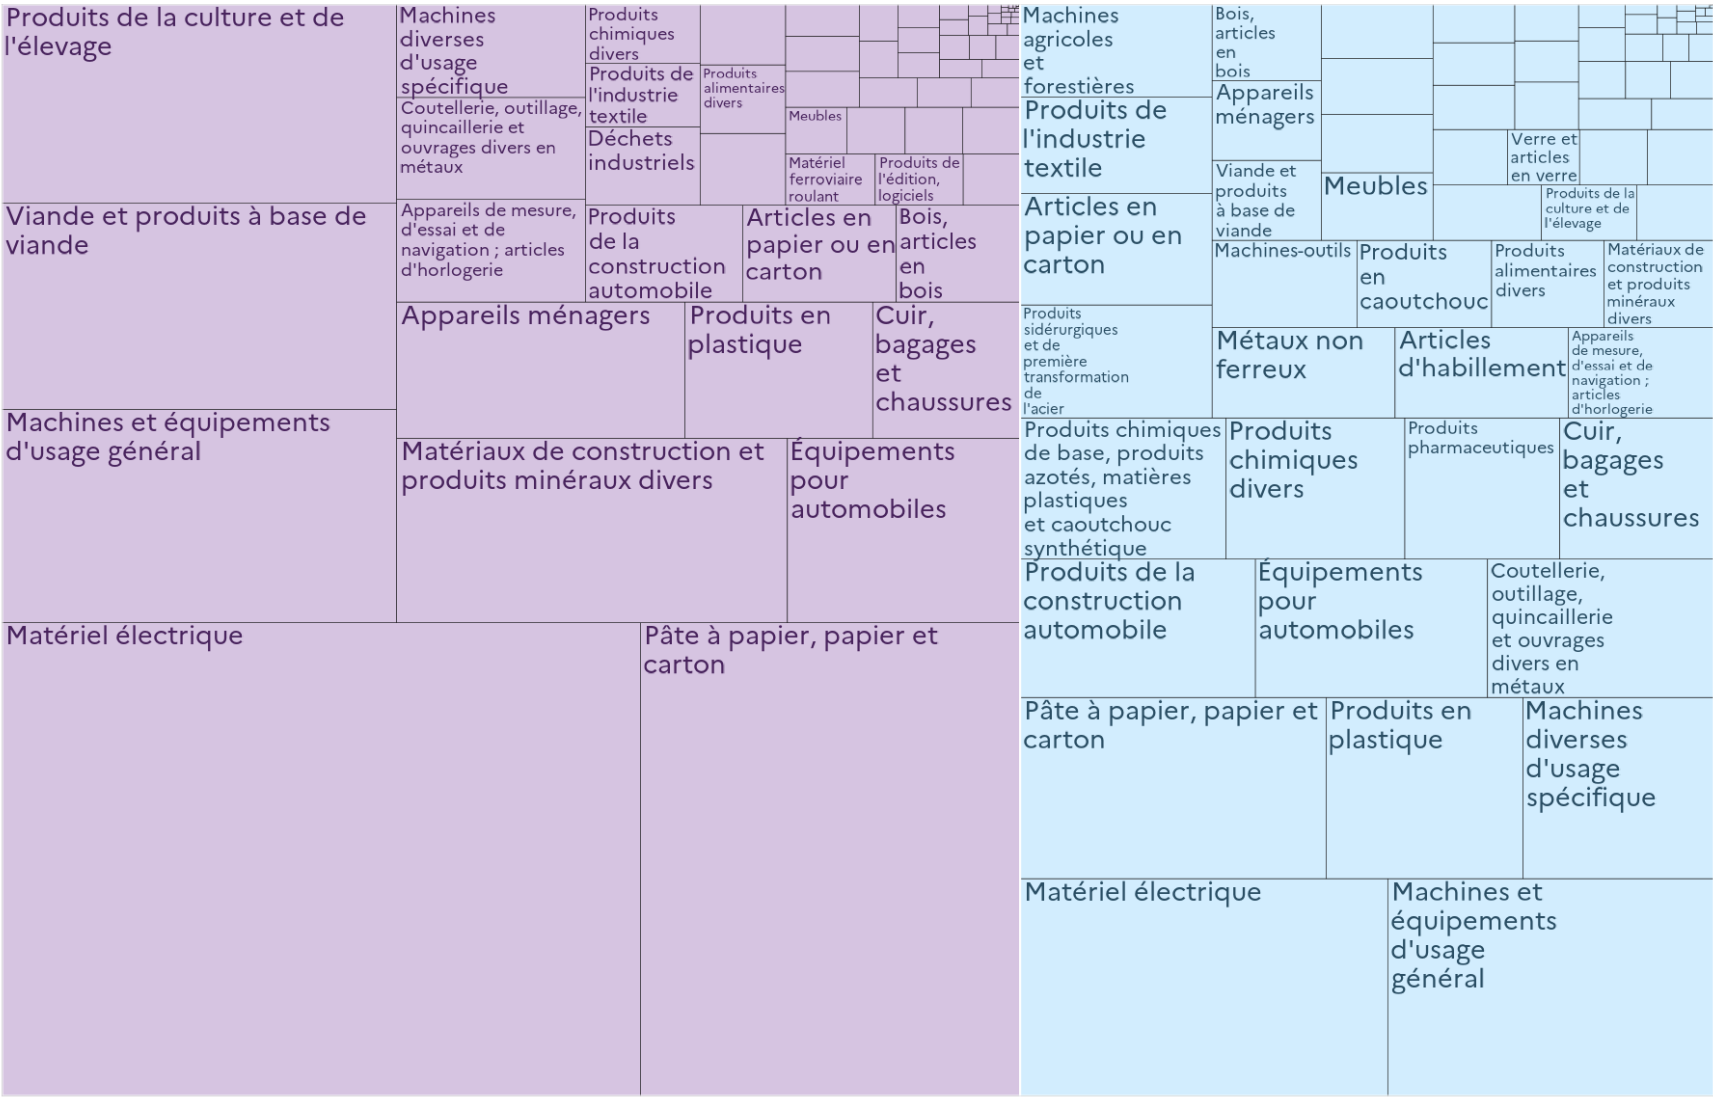 Produits de la culture et de
l'élevage
Viande et produits à base de
viande
Machines et équipements
d'usage général
Matériel électrique
Pâte à papier, papier et
carton
Machines
diverses
d'usage
spécifique
Coutellerie, outillage,
quincaillerie et
ouvrages divers en
métaux
Appareils de mesure,
d'essai et de
navigation ; articles
d'horlogerie
Produits
chimiques
divers
Produits de
l'industrie
textile
Déchets
industriels
Produits
alimentaires
divers
Meubles
Matériel
ferroviaire
roulant
Produits de
l'édition,
logiciels
Produits
de la
construction
automobile
Articles en
papier ou en
carton
Bois,
articles
en
bois
Appareils ménagers
Produits en
plastique
Cuir,
bagages
et
chaussures
Matériaux de construction et
produits minéraux divers
Équipements
pour
automobiles
Machines
agricoles
et
forestières
Produits de
l'industrie
textile
Articles en
papier ou en
carton
Produits
sidérurgiques
et de
première
transformation
de
l'acier
Bois,
articles
en
bois
Appareils
ménagers
Viande et
produits
à base de
viande
Meubles
Verre et
articles
en verre
Produits de la
culture et de
l'élevage
Machines-outils
Produits
en
caoutchouc
Produits
alimentaires
divers
Matériaux de
construction
et produits
minéraux
divers
Métaux non
ferreux
Articles
d'habillement
Appareils
de mesure,
d'essai et de
navigation ;
articles
d'horlogerie
Produits chimiques
de base, produits
azotés, matières
plastiques
et caoutchouc
synthétique
Produits
chimiques
divers
Produits
pharmaceutiques
Cuir,
bagages
et
chaussures
Produits de la
construction
automobile
Équipements
pour
automobiles
Coutellerie,
outillage,
quincaillerie
et ouvrages
divers en
métaux
Pâte à papier, papier et
carton
Produits en
plastique
Machines
diverses
d'usage
spécifique
Matériel électrique
Machines et
équipements
d'usage
général